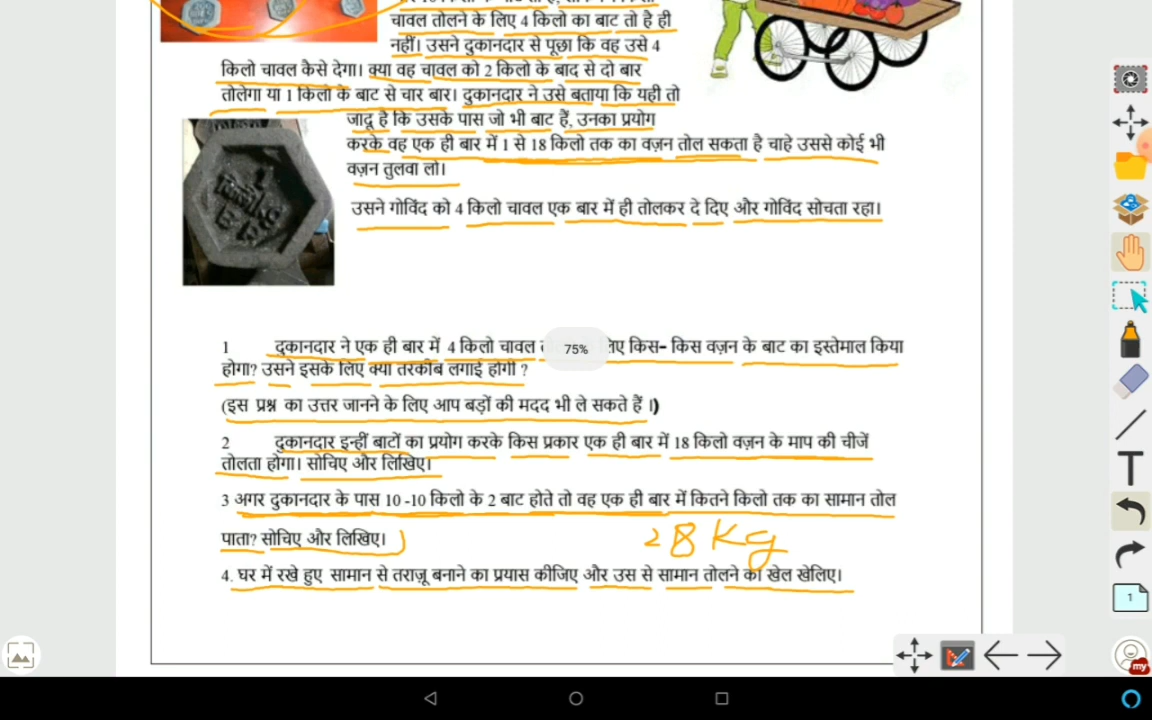 चावल तोलने के लिए 4 किलो का बाट तो है ही
नहीं। उसने दुकानदार से पूछा कि वह उसे 4
किलो चावल कैसे देगा। क्या वह चावल को 2 किलो के बाद से दो बार
तोलेगा या 1 किलो के बाट से चार बार। दुकानदार ने उसे बताया कि यही तो
जादू है कि उसके पास जो भी बाट हैं, उनका प्रयोग
करके वह एक ही बार में 1 से 18 किलो तक का वज़न तोल सकता है चाहे उससे कोई भी
वज़न तुलवा लो।
उसने गोविंद को 4 किलो चावल एक बार में ही तोलकर दे दिए और गोविंद सोचता रहा।
1 दुकानदार ने एक ही बार में 4 किलो चावल 75% किस- किस वज़न के बाट का इस्तेमाल किया
होगा? उसने इसके लिए क्या तरकीब लगाई होगी ?
(इस प्रश्न का उत्तर जानने के लिए आप बड़ों की मदद भी ले सकते हैं ।)
2 दुकानदार इन्हीं बाटों का प्रयोग करके किस प्रकार एक ही बार में 18 किलो वज़न के माप की चीजें
तोलता होगा। सोचिए और लिखिए।
3 अगर दुकानदार के पास 10 -10 किलो के 2 बाट होते तो वह एक ही बार में कितने किलो तक का सामान तोल
पाता? सोचिए और लिखिए।
28 Kg
4. घर में रखे हुए सामान से तराज़ू बनाने का प्रयास कीजिए और उस से सामान तोलने का खेल खेलिए।
T
1
my